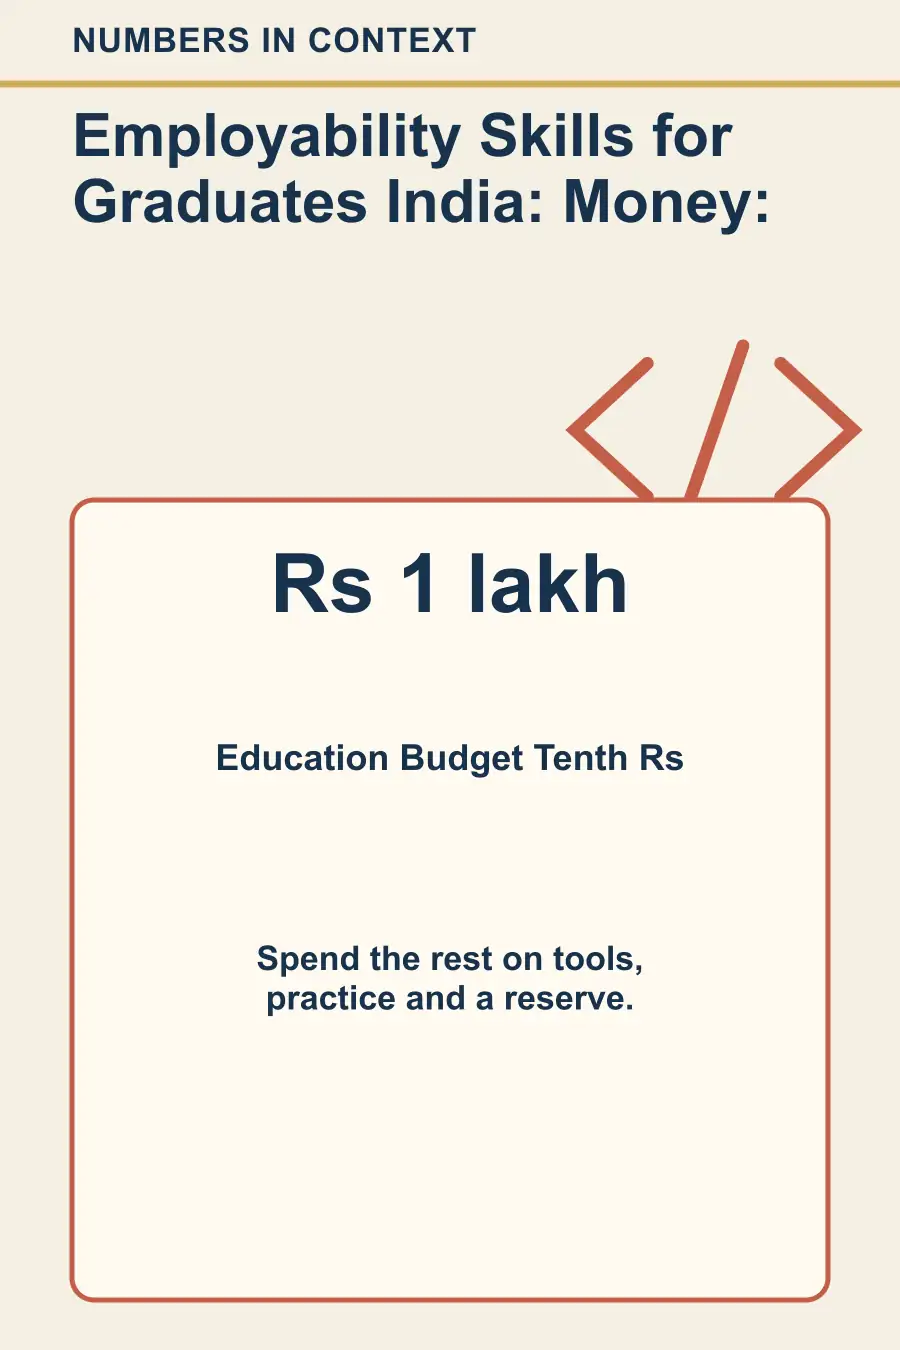 NUMBERS IN CONTEXT
Employability Skills for
Graduates India: Money:
Rs 1 lakh
Education Budget Tenth Rs
Spend the rest on tools,
practice and a reserve.